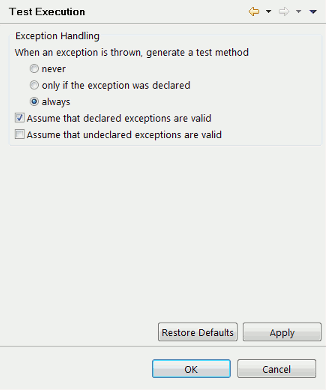 Test Execution
Exception Handling
When an exception is thrown, generate a test method
never
only if the exception was declared
always
Assume that declared exceptions are valid
Assume that undeclared exceptions are valid
Restore Defaults
Apply
OK
Cancel